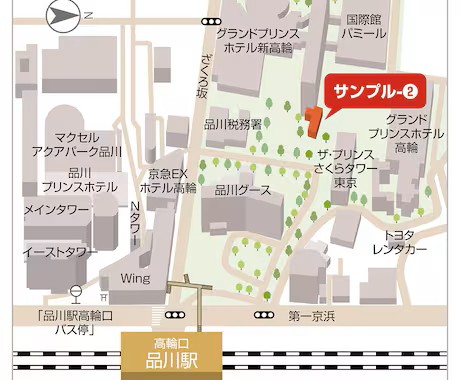 N
グランドプリンス
ホテル新高輪
国際館
パミール
ざくろ坂
サンプル-❷
品川税務署
グランド
プリンスホテル
高輪
マクセル
アクアパーク品川
ザ・プリンス
さくらタワー
東京
品川
プリンスホテル
京急EX
ホテル高輪
品川グース
メインタワー
Nタワー
トヨタ
レンタカー
イーストタワー
Wing
「品川駅高輪口
バス停」
第一京浜
高輪口
品川駅